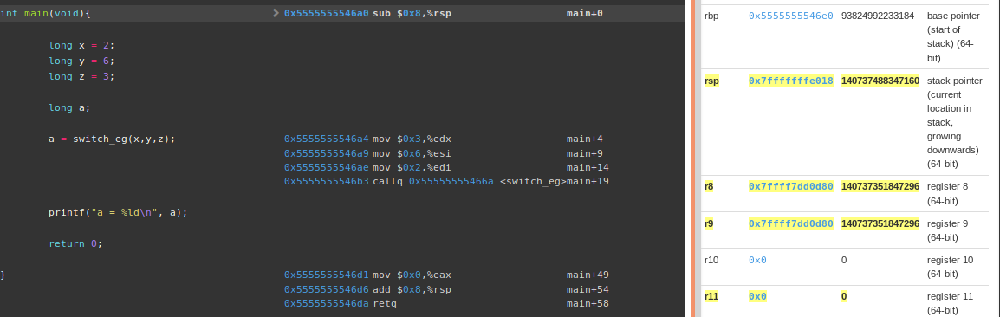 int main(void){ 0x5555555546a0 sub $0x8,%rsp main+0
long x = 2;
long y = 6;
long z = 3;
long a;
a = switch_eg(x,y,z); 0x5555555546a4 mov $0x3,%edx main+4
0x5555555546a9 mov $0x6,%esi main+9
0x5555555546ae mov $0x2,%edi main+14
0x5555555546b3 callq 0x55555555466a <switch_eg>main+19
printf("a = %ld\n", a);
return 0;
} 0x5555555546d1 mov $0x0,%eax main+49
0x5555555546d6 add $0x8,%rsp main+54
0x5555555546da retq main+58
rbp 0x5555555546e0 93824992233184 base pointer
(start of
stack) (64-
bit)
rsp 0x7fffffffe018 140737488347160 stack pointer
(current
location in
stack,
growing
downwards)
(64-bit)
r8 0x7ffff7dd0d80 140737351847296 register 8
(64-bit)
r9 0x7ffff7dd0d80 140737351847296 register 9
(64-bit)
r10 0x0 0 register 10
(64-bit)
r11 0x0 0 register 11
(64-bit)